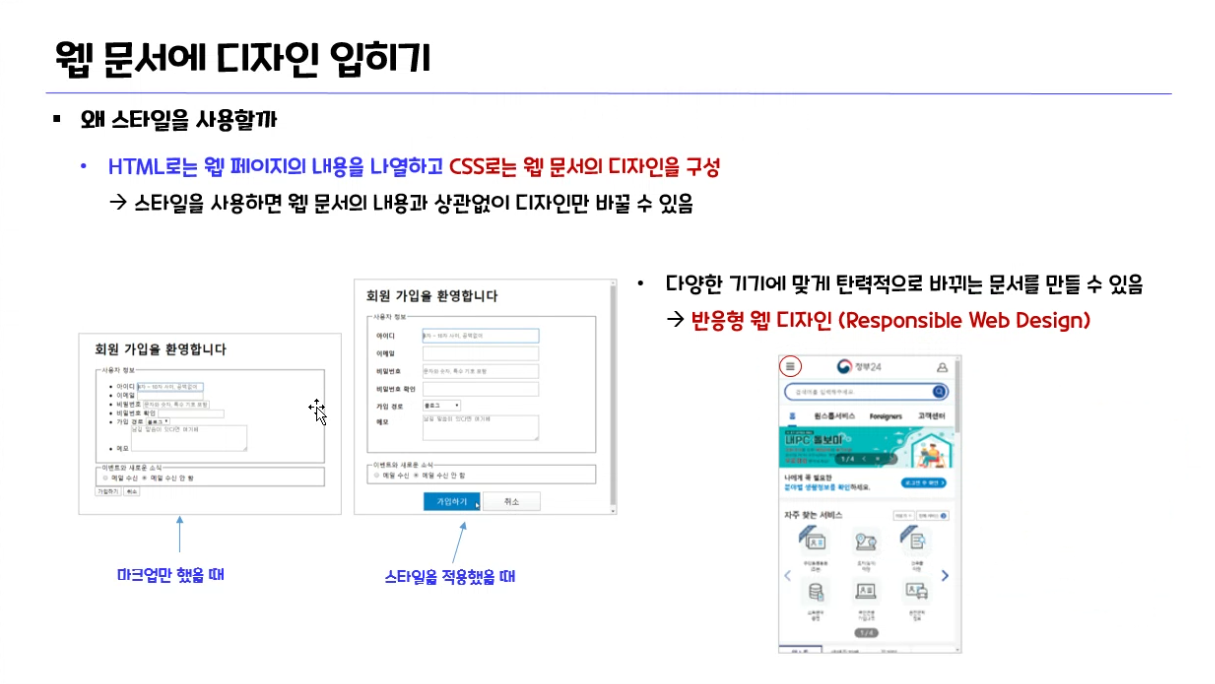 웹 문서에 디자인 입히기
왜 스타일을 사용할까
HTML로는 웹 페이지의 내용을 나열하고 CSS로는 웹 문서의 디자인을 구성
→ 스타일을 사용하면 웹 문서의 내용과 상관없이 디자인만 바꿀 수 있음
회원 가입을 환영합니다
사용자 정보
아이디
이메일
비밀번호
비밀번호 확인
가입 경로 블로그
메모
이벤트와 새로운 소식
메일 수신 메일 수신 안 함
가입하기 취소
마크업만 했을 때
회원 가입을 환영합니다
사용자 정보
아이디
이메일
비밀번호
비밀번호 확인
가입 경로 블로그
메모
이벤트와 새로운 소식
메일 수신 메일 수신 안 함
가입하기 취소
스타일을 적용했을 때
다양한 기기에 맞게 탄력적으로 바뀌는 문서를 만들 수 있음
→ 반응형 웹 디자인 (Responsible Web Design)
정부24
홈 원스톱서비스 Foreigners 고객센터
내PC 돌보미
1/4
나에게 꼭 필요한
분야별 생활정보를 확인하세요.
자주 찾는 서비스
1/4